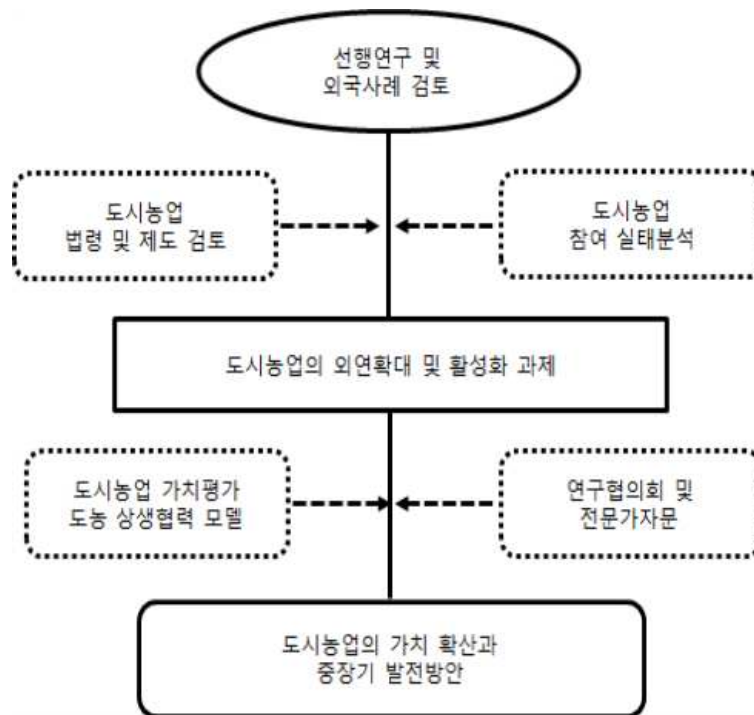 선행연구 및
외국사례 검토
도시농업
법령 및 제도 검토
도시농업
참여 실태분석
도시농업의 외연확대 및 활성화 과제
도시농업 가치평가
도농 상생협력 모델
연구협의회 및
전문가자문
도시농업의 가치 확산과
중장기 발전방안